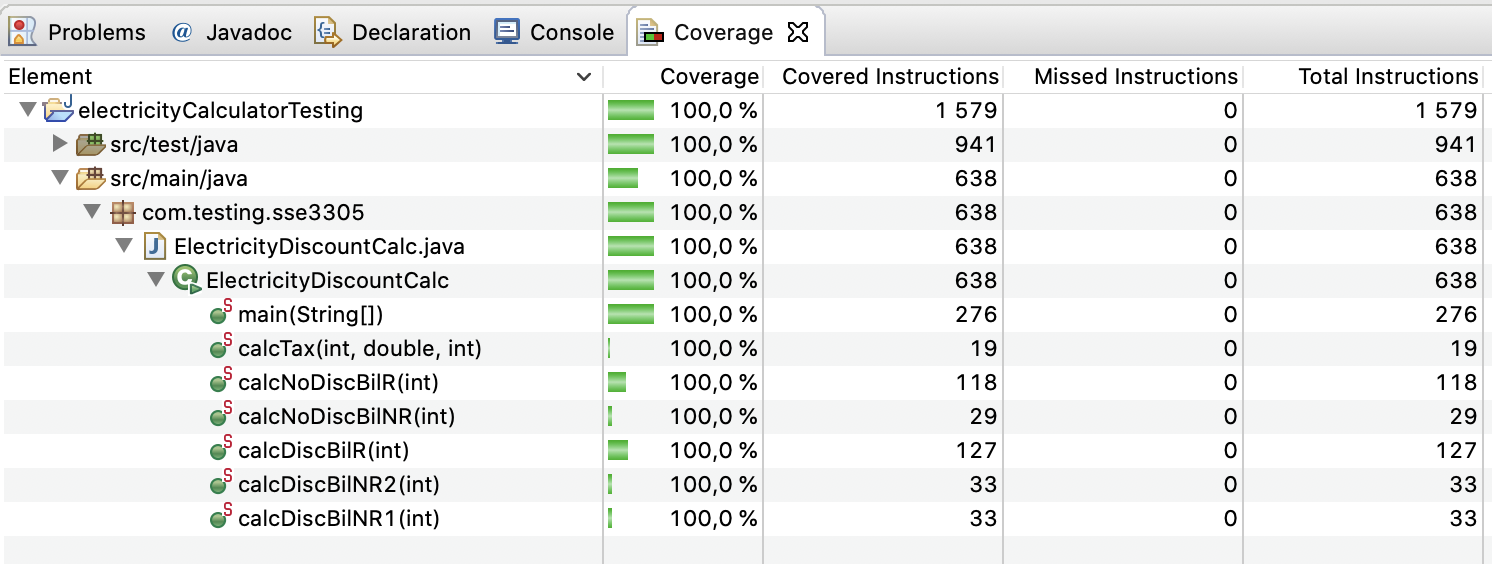 Problems @ Javadoc Declaration Console Coverage
Element Coverage Covered Instructions Missed Instructions Total Instructions
electricityCalculatorTesting 100,0 % 1 579 0 1 579
src/test/java 100,0 % 941 0 941
src/main/java 100,0 % 638 0 638
com.testing.sse3305 100,0 % 638 0 638
J ElectricityDiscountCalc.java 100,0 % 638 0 638
C ElectricityDiscountCalc 100,0 % 638 0 638
S main(String[]) 100,0 % 276 0 276
S calcTax(int, double, int) 100,0 % 19 0 19
S calcNoDiscBilR(int) 100,0 % 118 0 118
S calcNoDiscBilNR(int) 100,0 % 29 0 29
S calcDiscBilR(int) 100,0 % 127 0 127
S calcDiscBilNR2(int) 100,0 % 33 0 33
S calcDiscBilNR1(int) 100,0 % 33 0 33